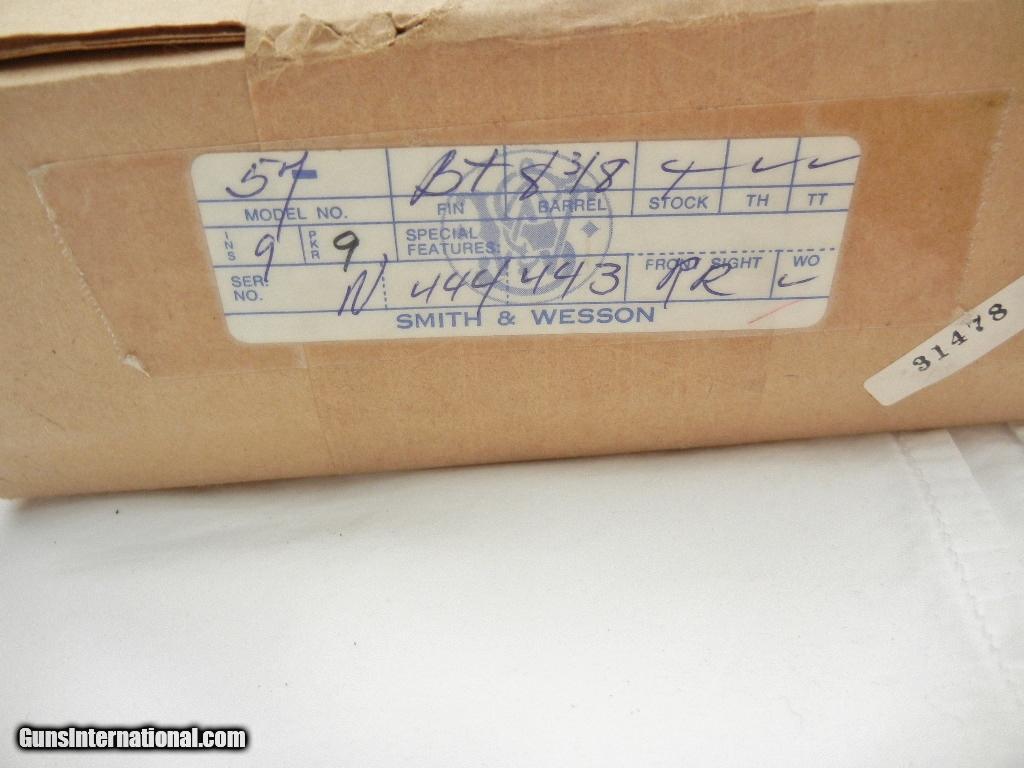 57 Bt 8 3/8 4 ✓ ✓
MODEL NO. FIN BARREL STOCK TH TT
INS 9 PKR 9 SPECIAL FEATURES:
SER. NO. N 444443 FRONT SIGHT RR WO ✓
SMITH & WESSON
31478
GunsInternational.com